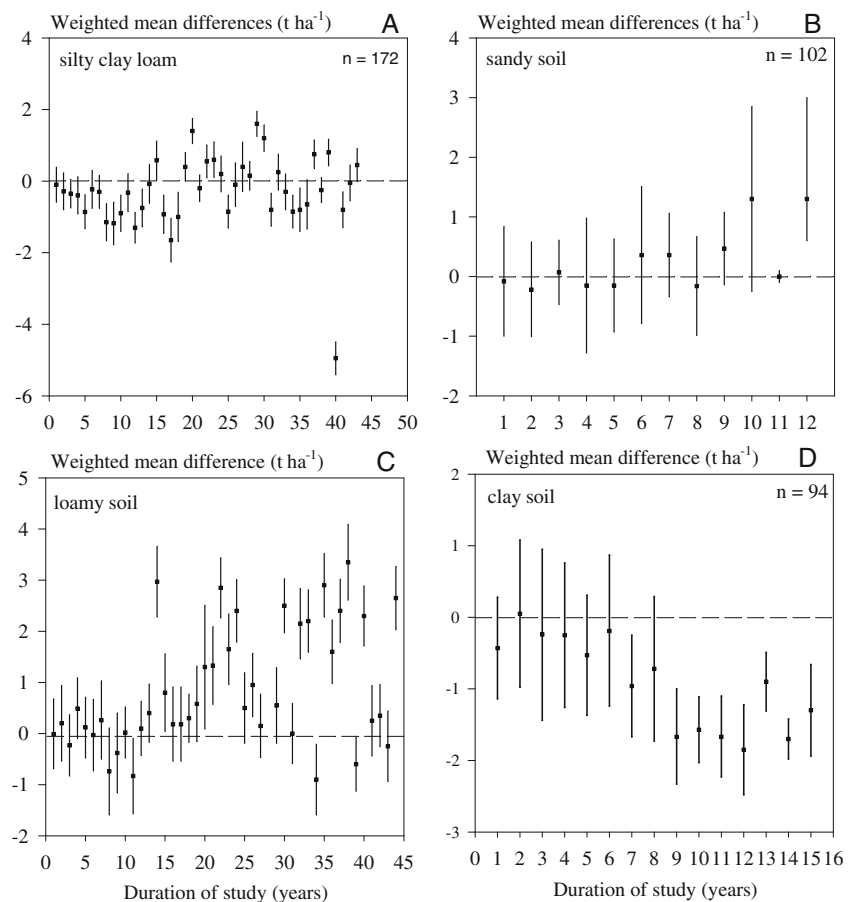 Weighted mean differences (t ha-1) A
silty clay loam n = 172
4
2
0
-2
-4
-6
0 5 10 15 20 25 30 35 40 45 50
Weighted mean differences (t ha-1) B
sandy soil n = 102
4
3
2
1
0
-1
-2
1 2 3 4 5 6 7 8 9 10 11 12
Weighted mean difference (t ha-1) C
loamy soil
5
4
3
2
1
0
-1
-2
0 5 10 15 20 25 30 35 40 45
Duration of study (years)
Weighted mean difference (t ha-1) D
clay soil n = 94
2
1
0
-1
-2
-3
0 1 2 3 4 5 6 7 8 9 10 11 12 13 14 15 16
Duration of study (years)